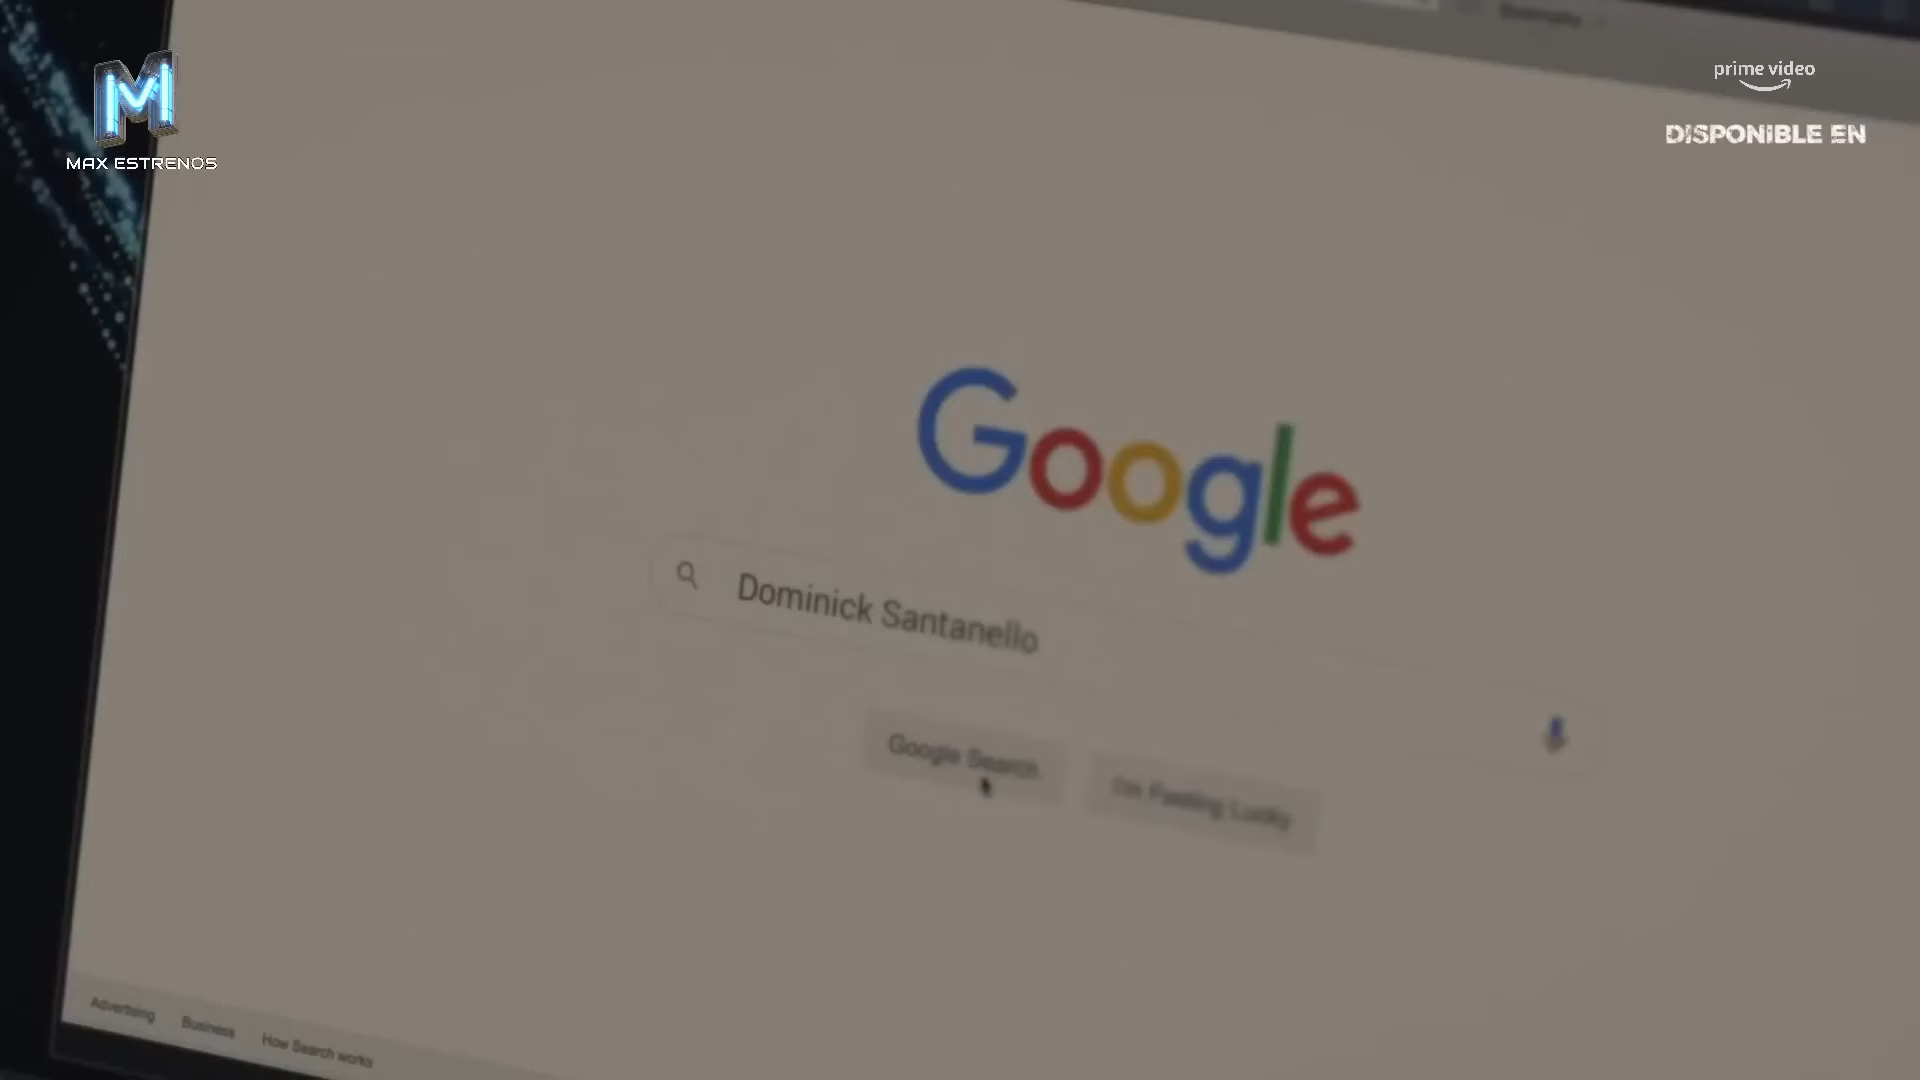 MAX ESTRENOS
prime video
DISPONIBLE EN
Google
Dominick Santanello
Google Search
I'm Feeling Lucky
Advertising
Business
How Search works